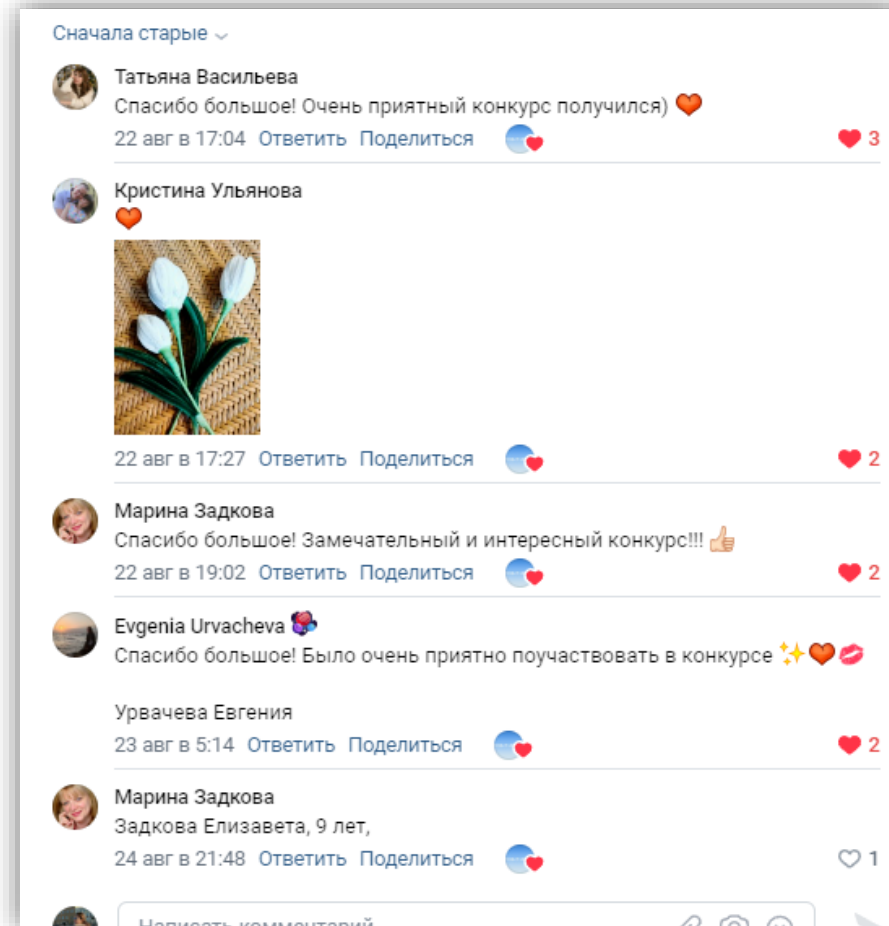 Сначала старые
Татьяна Васильева
Спасибо большое! Очень приятный конкурс получился) ❤️
22 авг в 17:04 Ответить Поделиться 3
Кристина Ульянова
❤️
22 авг в 17:27 Ответить Поделиться 2
Марина Задкова
Спасибо большое! Замечательный и интересный конкурс!!! 👍🏼
22 авг в 19:02 Ответить Поделиться 2
Evgenia Urvacheva
Спасибо большое! Было очень приятно поучаствовать в конкурсе ✨❤️💋
Урвачева Евгения
23 авг в 5:14 Ответить Поделиться 2
Марина Задкова
Задкова Елизавета, 9 лет,
24 авг в 21:48 Ответить Поделиться 1
Написать комментарий